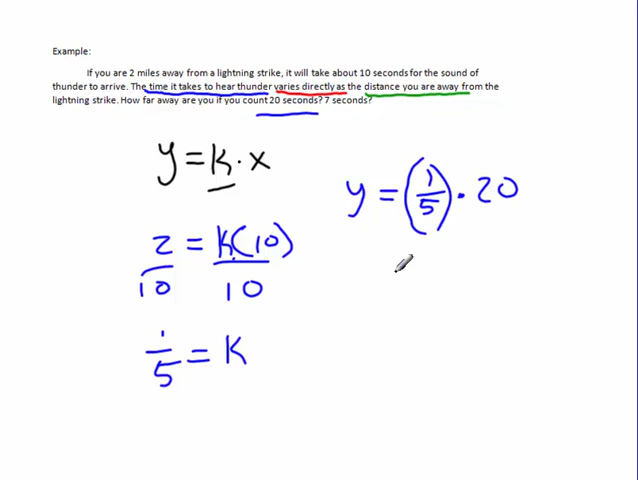 Example:
If you are 2 miles away from a lightning strike, it will take about 10 seconds for the sound of
thunder to arrive. The time it takes to hear thunder varies directly as the distance you are away from the
lightning strike. How far away are you if you count 20 seconds? 7 seconds?
y = k · x
2 = k(10)
10 10
1/5 = k
y = (1/5) · 20